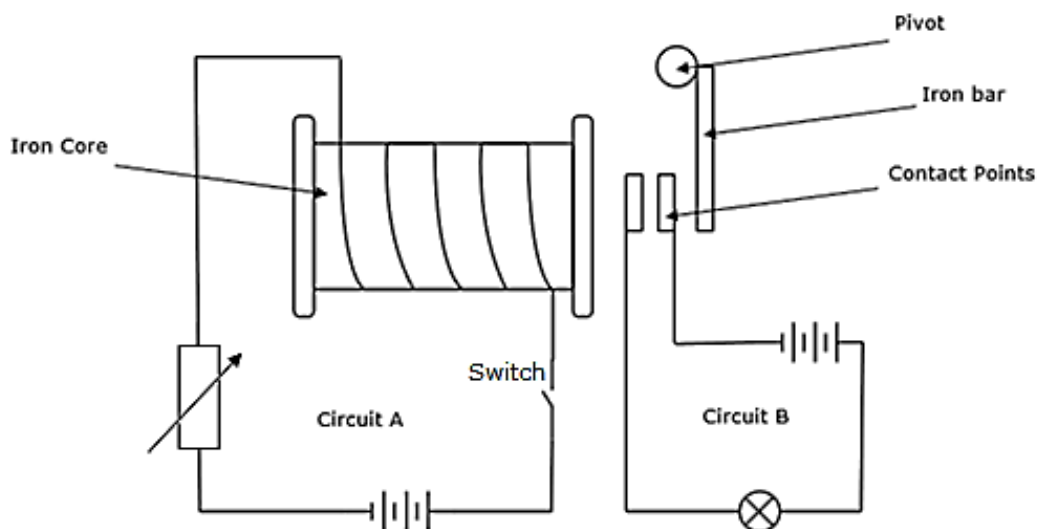 Pivot
Iron bar
Iron Core
Contact Points
Switch
Circuit A
Circuit B